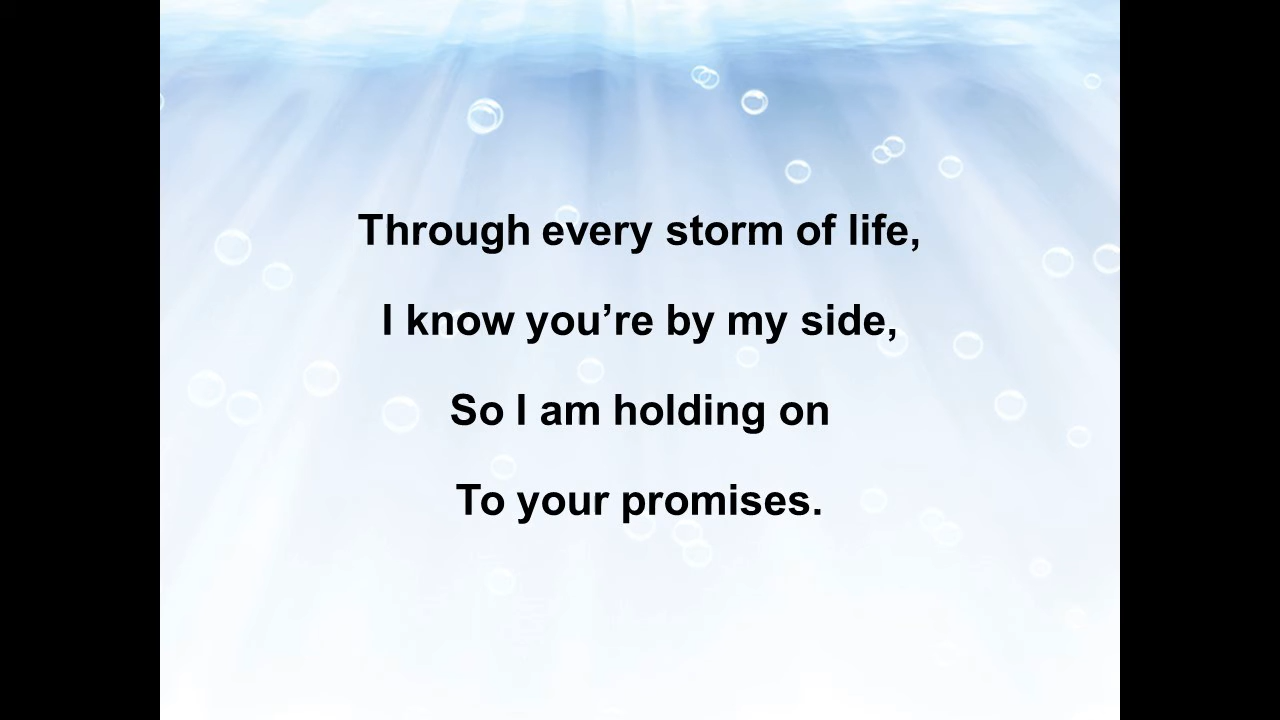 Through every storm of life,
I know you’re by my side,
So I am holding on
To your promises.